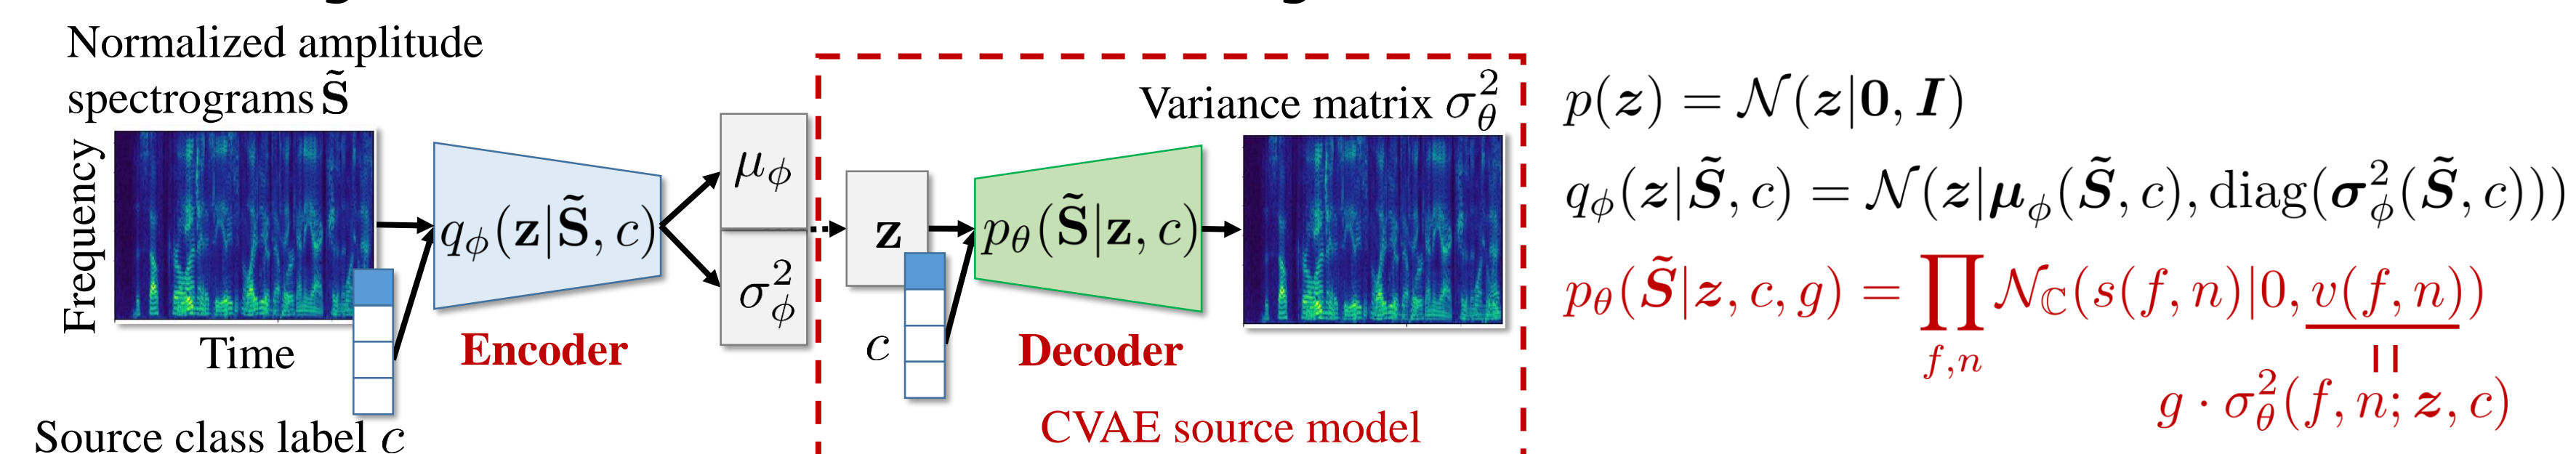 Normalized amplitude
spectrograms S̃
Frequency
Time
Source class label c
q_ϕ(z|S̃, c)
Encoder
μ_ϕ
σ²_ϕ
z
c
p_θ(S̃|z, c)
Decoder
Variance matrix σ²_θ
CVAE source model
p(z) = 𝒩(z|0, I)
q_ϕ(z|S̃, c) = 𝒩(z|μ_ϕ(S̃, c), diag(σ²_ϕ(S̃, c)))
p_θ(S̃|z, c, g) = ∏_{f,n} 𝒩_ℂ(s(f, n)|0, v(f, n))
=
g · σ²_θ(f, n; z, c)